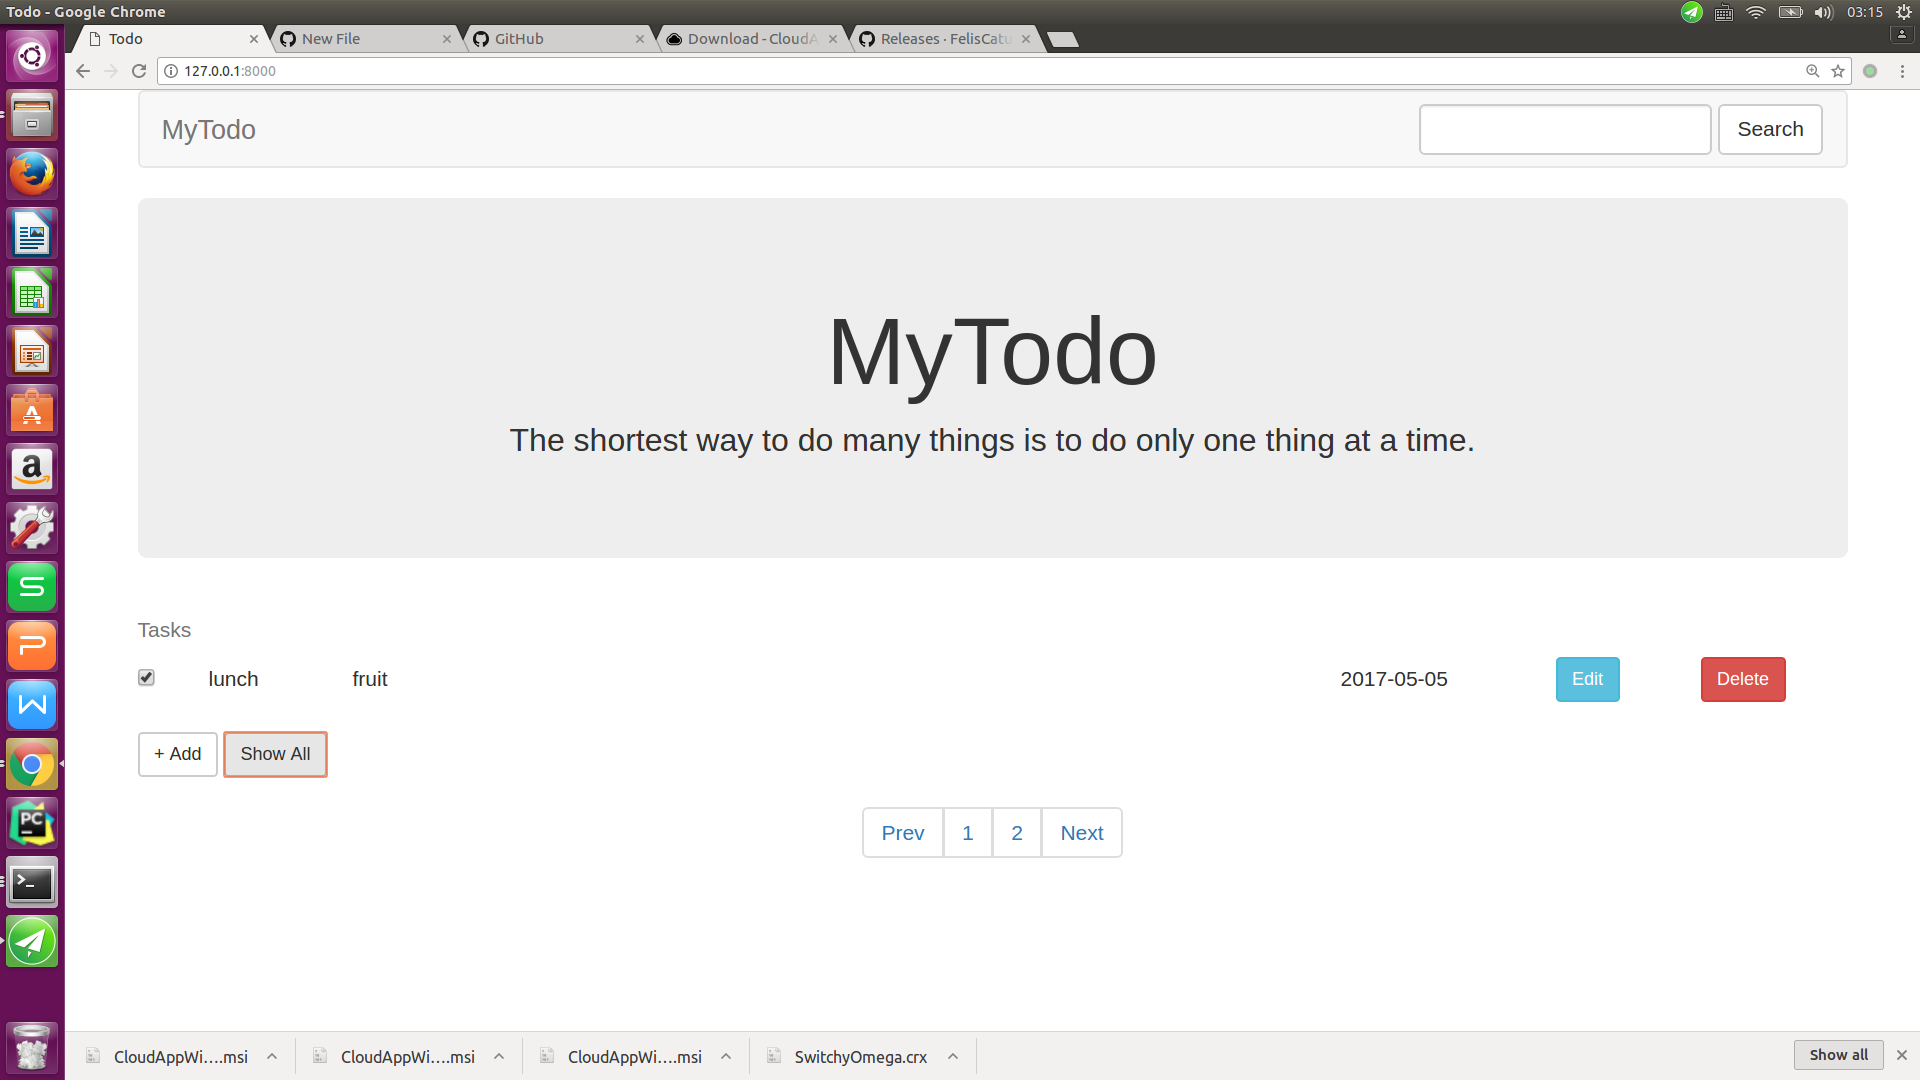 Todo - Google Chrome
03:15
Todo
New File
GitHub
Download - CloudA
Releases · FelisCatu
127.0.0.1:8000
MyTodo
Search
MyTodo
The shortest way to do many things is to do only one thing at a time.
Tasks
lunch fruit 2017-05-05 Edit Delete
+ Add Show All
Prev 1 2 Next
CloudAppWi....msi
CloudAppWi....msi
CloudAppWi....msi
SwitchyOmega.crx
Show all